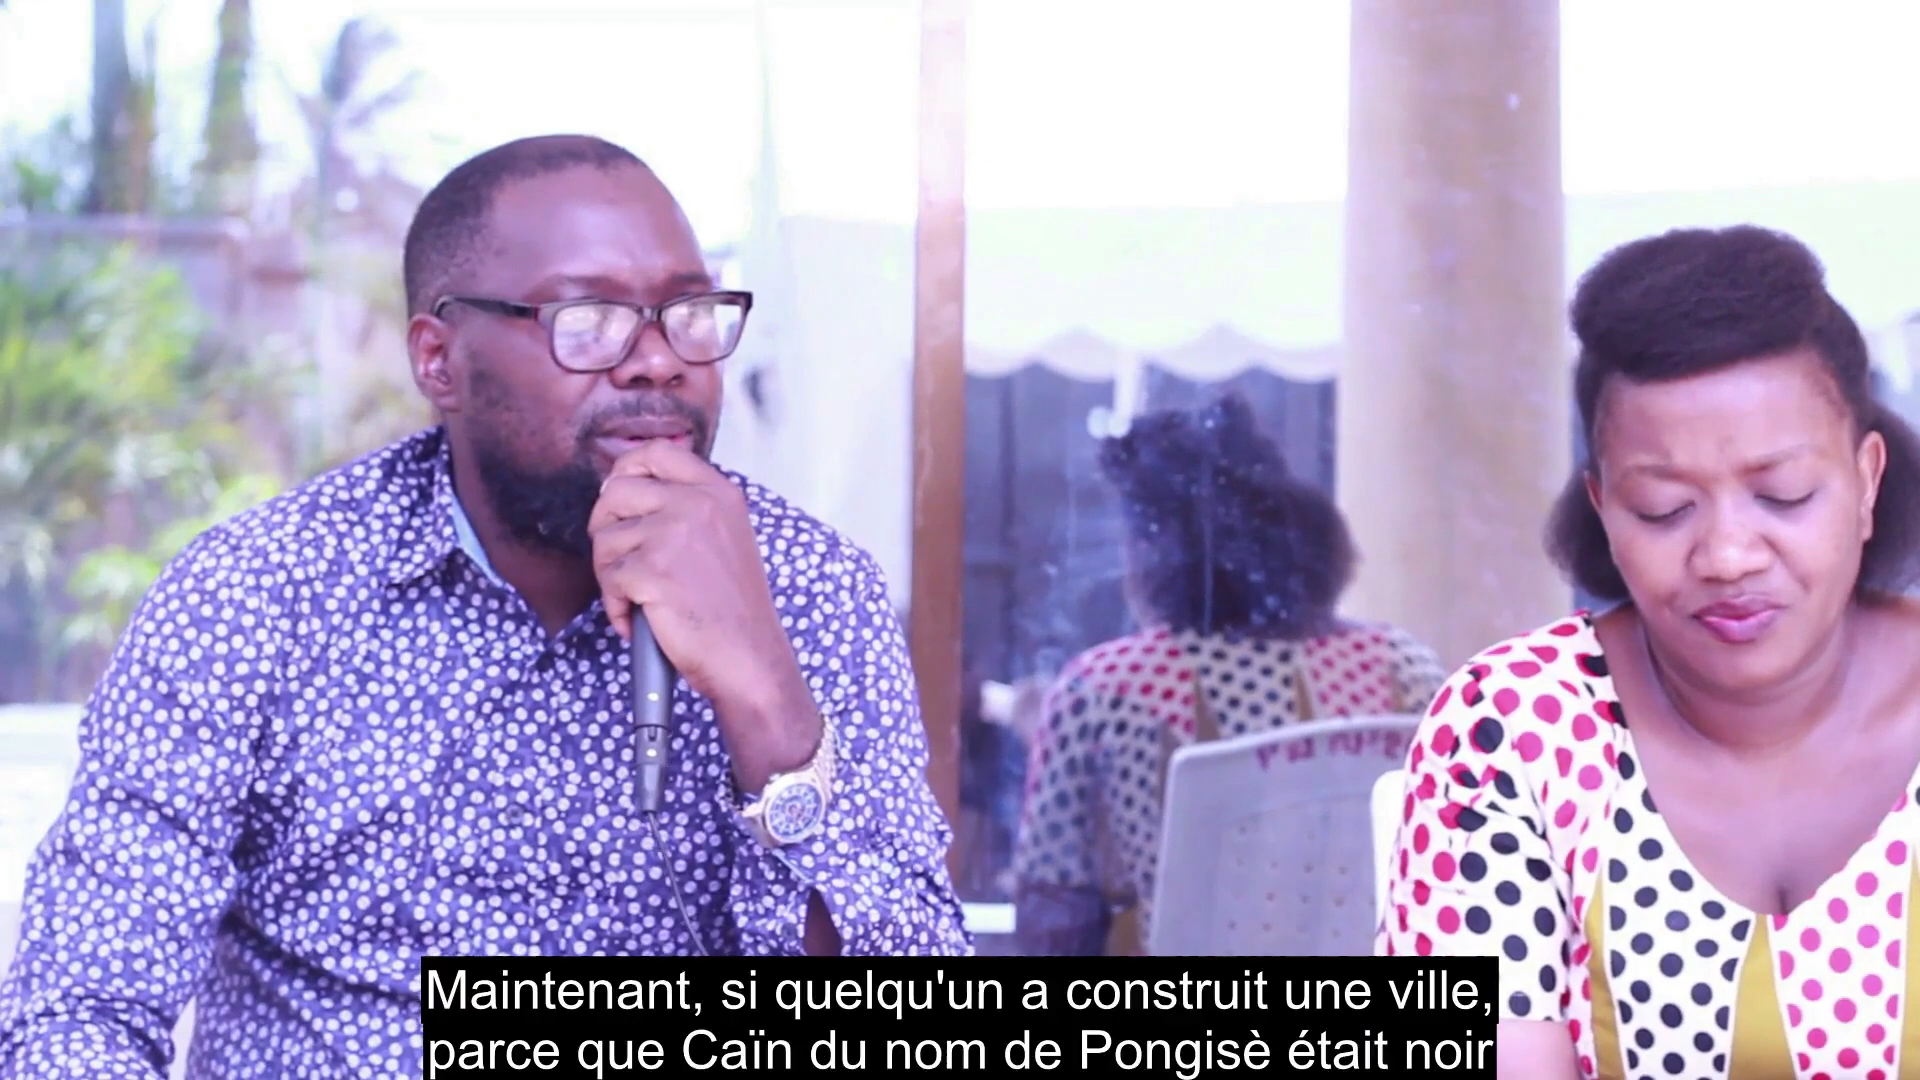 Maintenant, si quelqu'un a construit une ville,
parce que Caïn du nom de Pongisè était noir